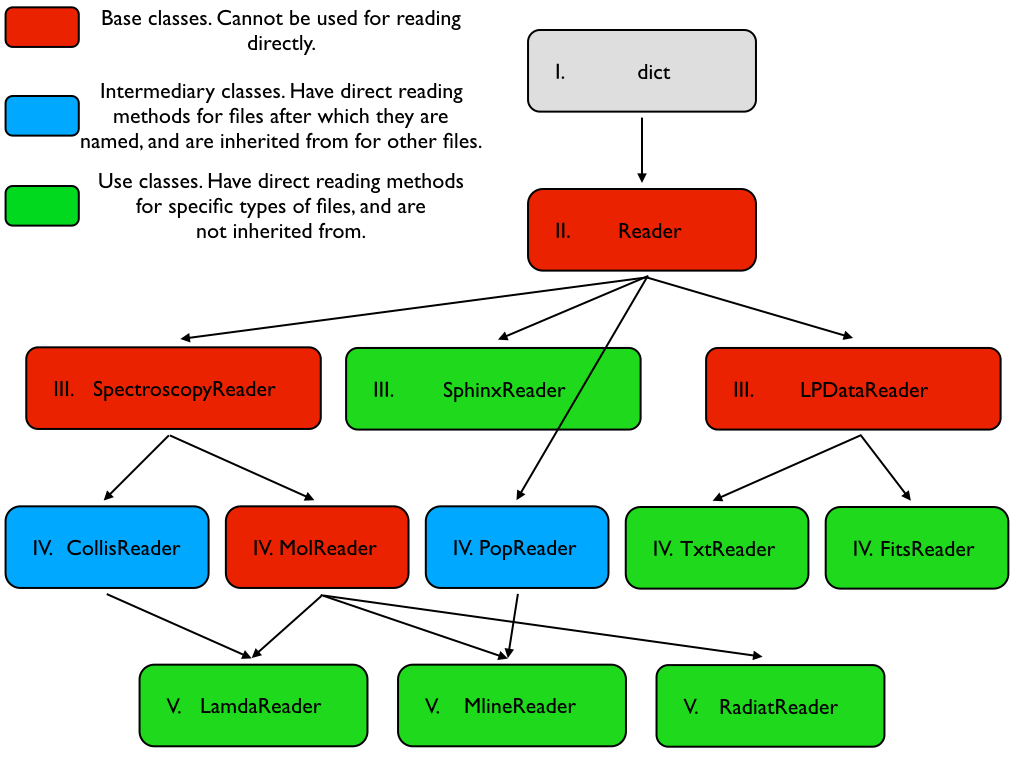 Base classes. Cannot be used for reading
directly.
Intermediary classes. Have direct reading
methods for files after which they are
named, and are inherited from for other files.
Use classes. Have direct reading methods
for specific types of files, and are
not inherited from.
I. dict
II. Reader
III. SpectroscopyReader
III. SphinxReader
III. LPDataReader
IV. CollisReader
IV. MolReader
IV. PopReader
IV. TxtReader
IV. FitsReader
V. LamdaReader
V. MlineReader
V. RadiatReader